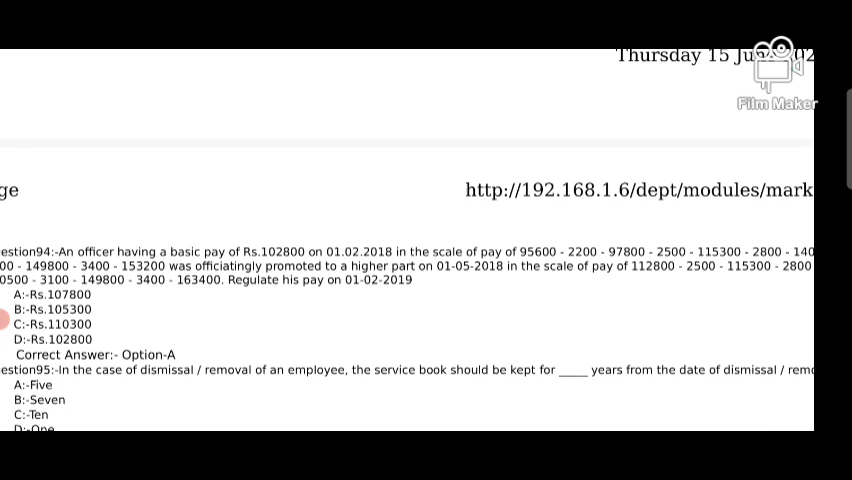 Thursday 15 Jun
Film Maker
ge http://192.168.1.6/dept/modules/mark
estion94:-An officer having a basic pay of Rs.102800 on 01.02.2018 in the scale of pay of 95600 - 2200 - 97800 - 2500 - 115300 - 2800 - 140
00 - 149800 - 3400 - 153200 was officiatingly promoted to a higher part on 01-05-2018 in the scale of pay of 112800 - 2500 - 115300 - 2800
0500 - 3100 - 149800 - 3400 - 163400. Regulate his pay on 01-02-2019
A:-Rs.107800
B:-Rs.105300
C:-Rs.110300
D:-Rs.102800
Correct Answer:- Option-A
estion95:-In the case of dismissal / removal of an employee, the service book should be kept for _____ years from the date of dismissal / remo
A:-Five
B:-Seven
C:-Ten
D:-One